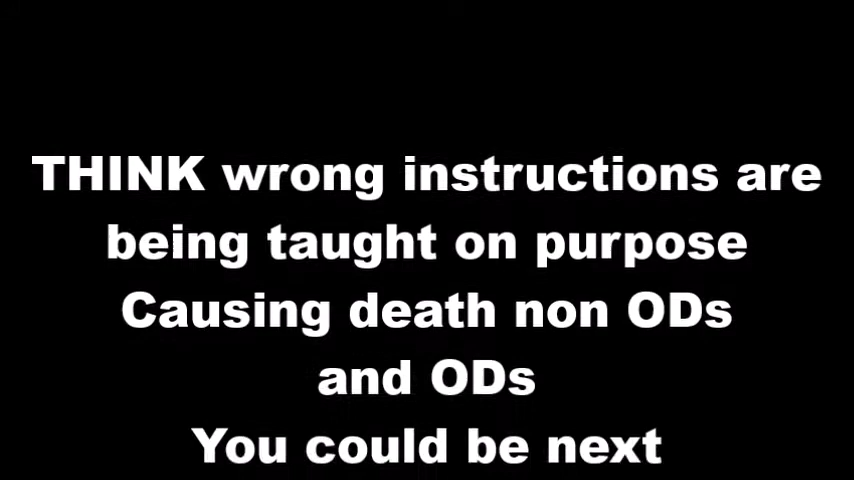 THINK wrong instructions are
being taught on purpose
Causing death non ODs
and ODs
You could be next